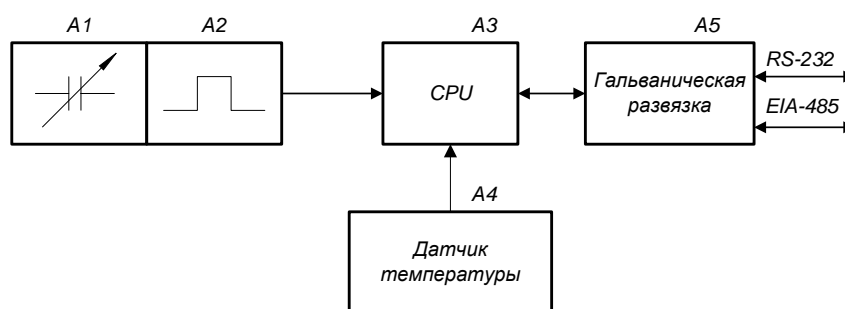 A1
A2
A3
A5
CPU
Гальваническая
развязка
RS-232
EIA-485
A4
Датчик
температуры